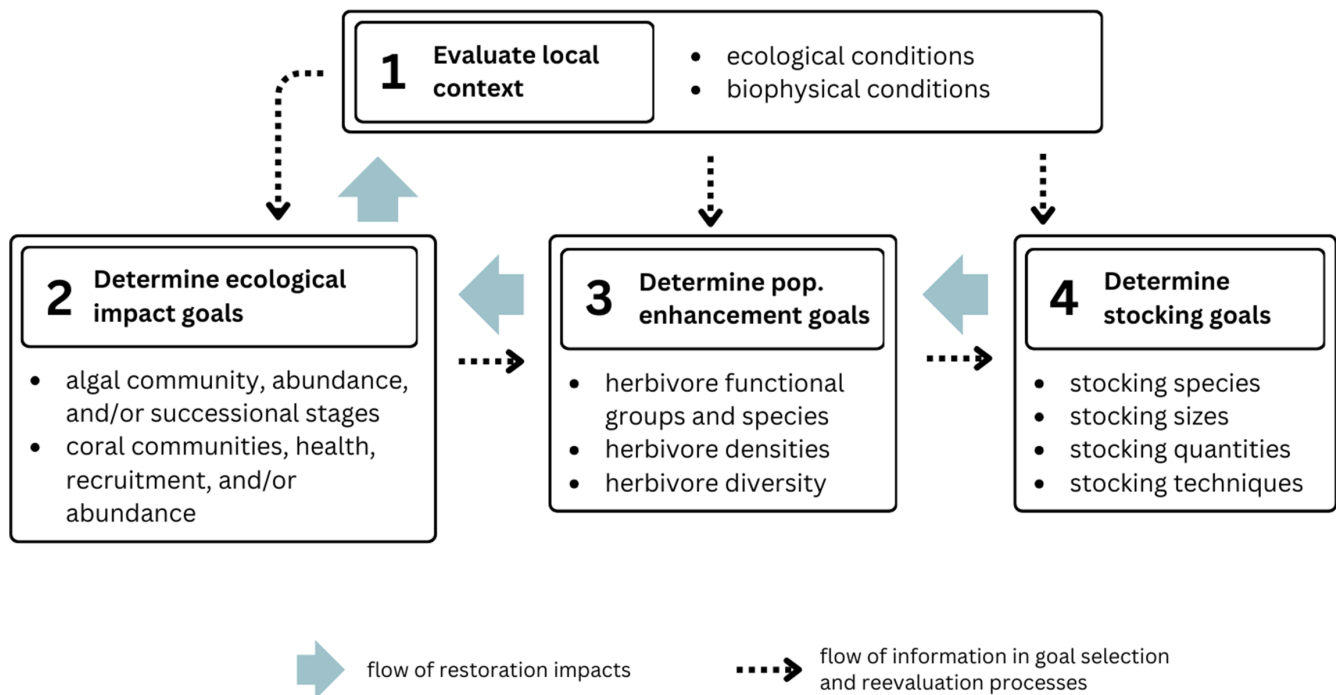 1
Evaluate local
context
• ecological conditions
• biophysical conditions
2
Determine ecological
impact goals
• algal community, abundance,
and/or successional stages
• coral communities, health,
recruitment, and/or
abundance
3
Determine pop.
enhancement goals
• herbivore functional
groups and species
• herbivore densities
• herbivore diversity
4
Determine
stocking goals
• stocking species
• stocking sizes
• stocking quantities
• stocking techniques
flow of restoration impacts
flow of information in goal selection
and reevaluation processes